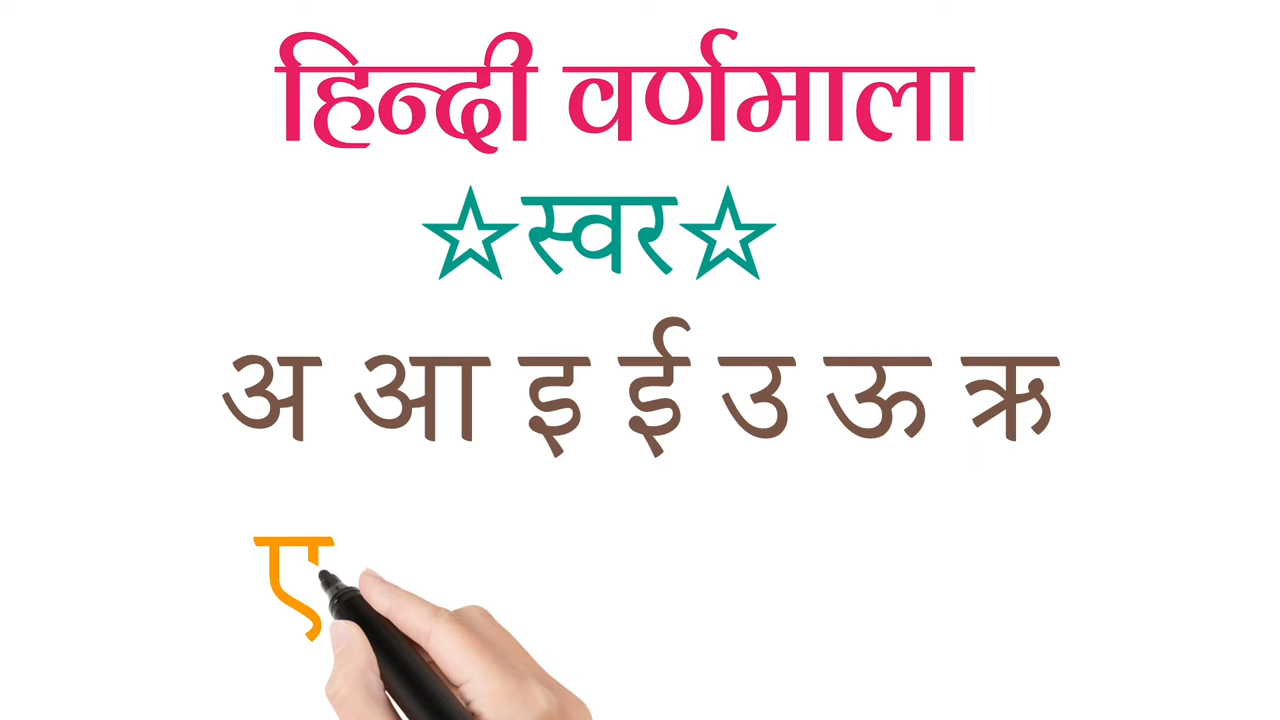 हिन्दी वर्णमाला
☆स्वर☆
अ आ इ ई उ ऊ ऋ
ए